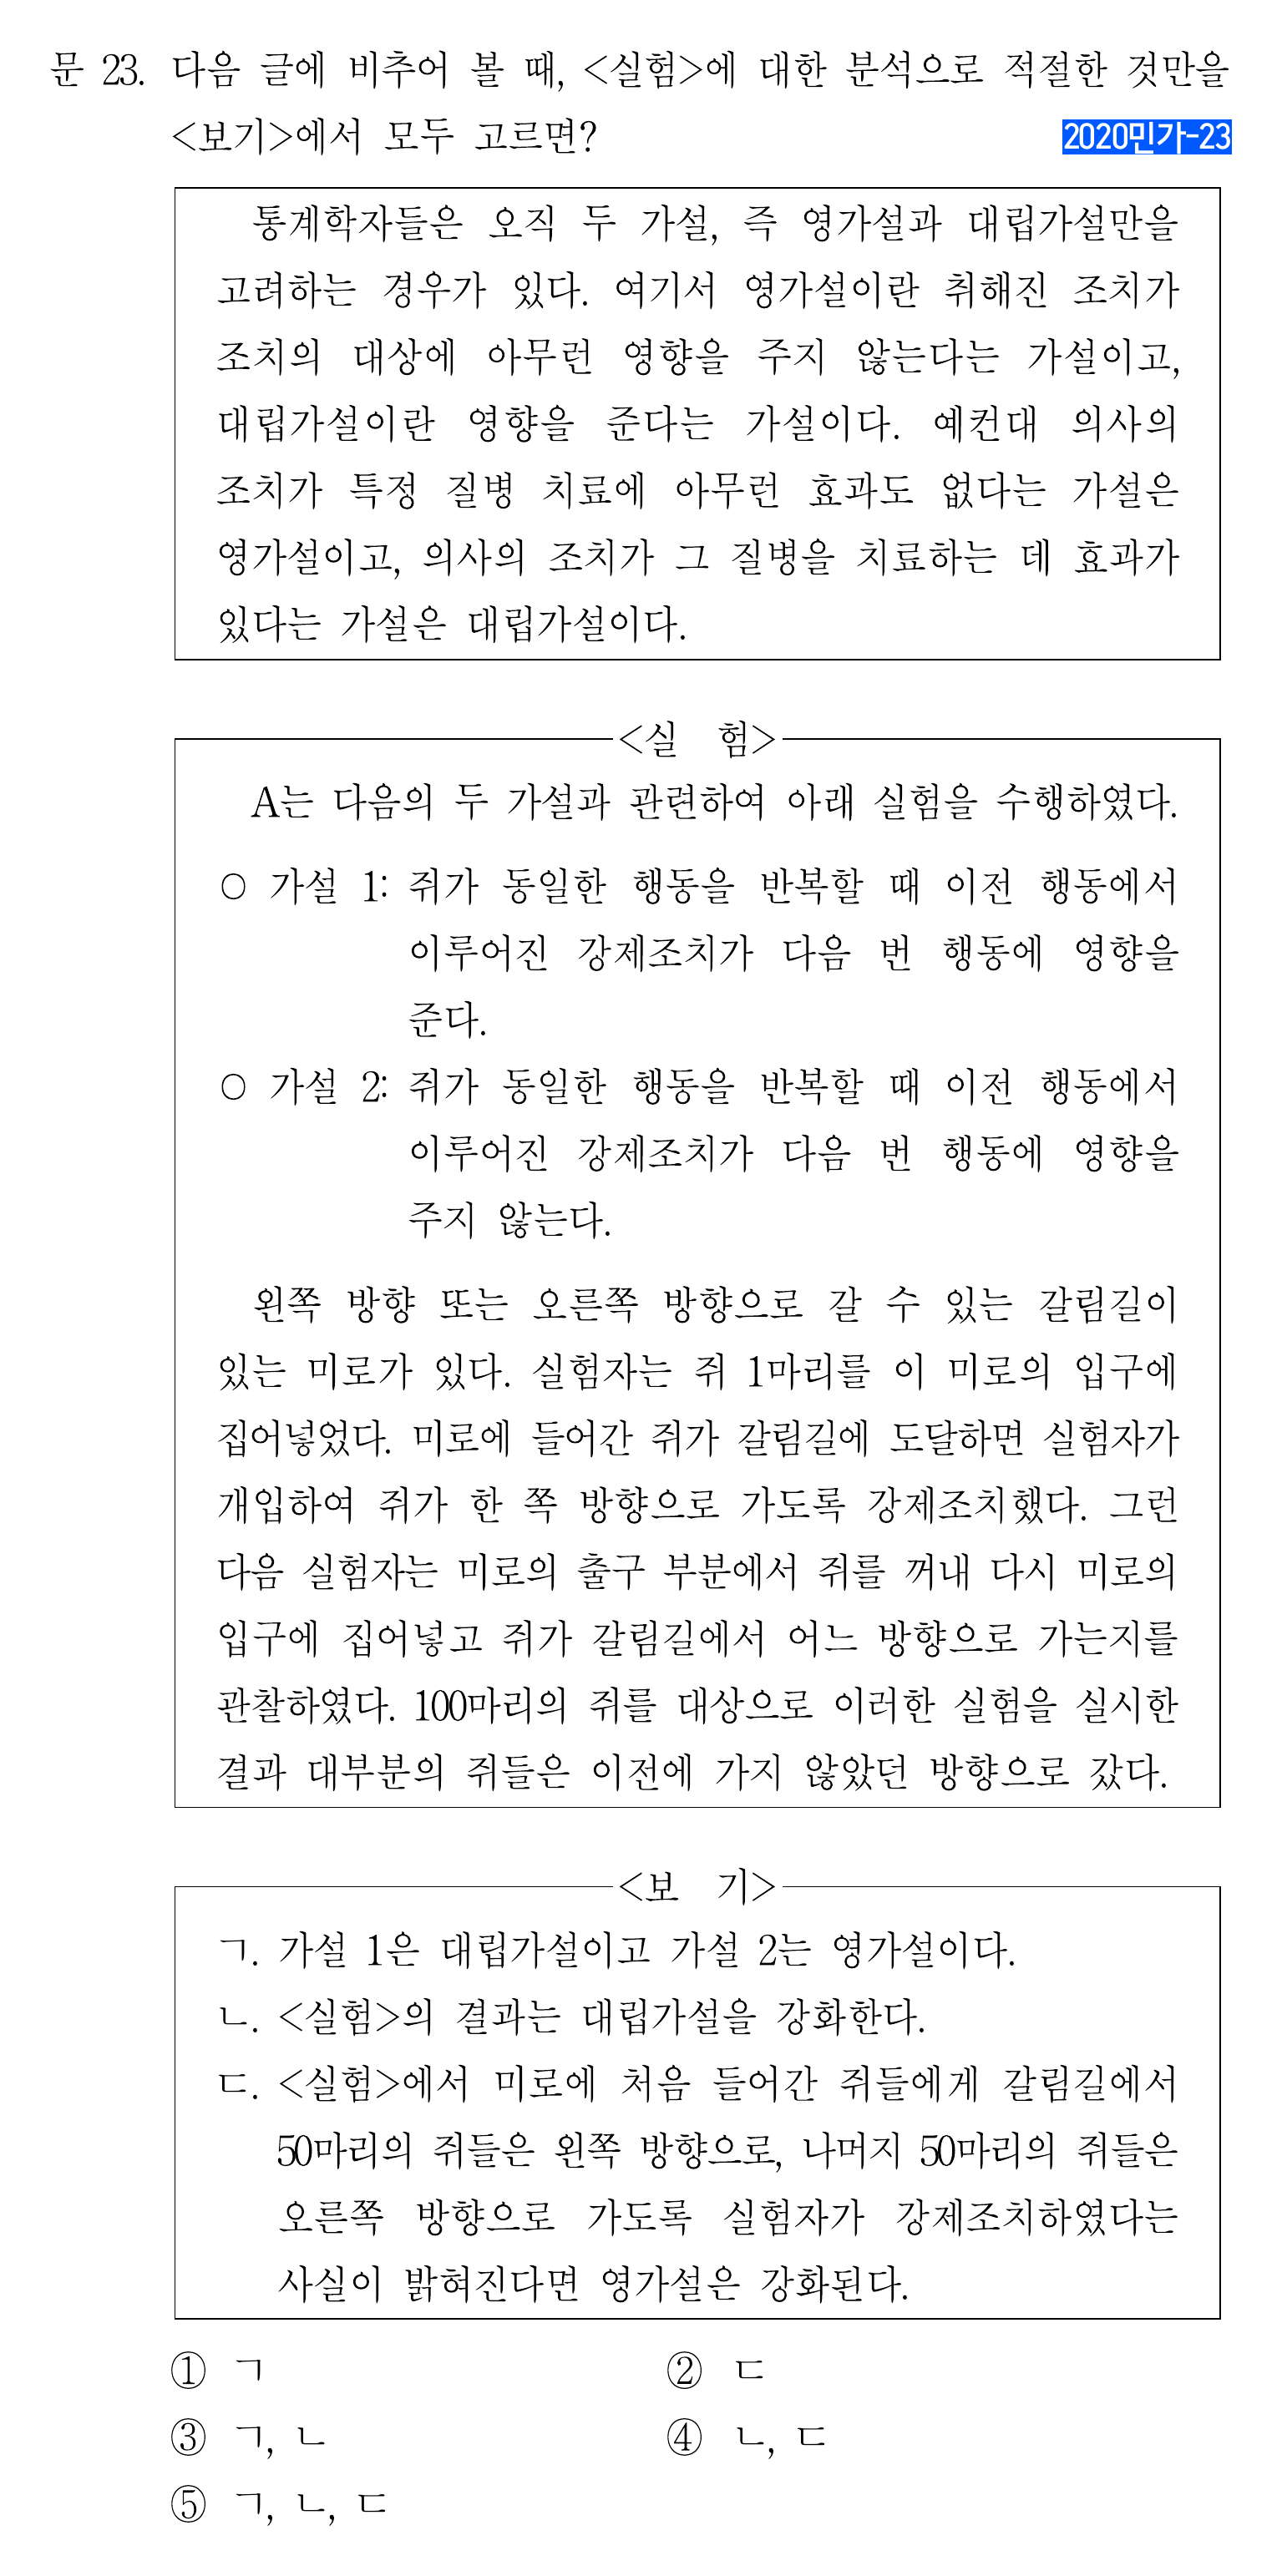 문 23. 다음 글에 비추어 볼 때, <실험>에 대한 분석으로 적절한 것만을
<보기>에서 모두 고르면?
2020민가-23
통계학자들은 오직 두 가설, 즉 영가설과 대립가설만을
고려하는 경우가 있다. 여기서 영가설이란 취해진 조치가
조치의 대상에 아무런 영향을 주지 않는다는 가설이고,
대립가설이란 영향을 준다는 가설이다. 예컨대 의사의
조치가 특정 질병 치료에 아무런 효과도 없다는 가설은
영가설이고, 의사의 조치가 그 질병을 치료하는 데 효과가
있다는 가설은 대립가설이다.
<실 험>
A는 다음의 두 가설과 관련하여 아래 실험을 수행하였다.
○ 가설 1: 쥐가 동일한 행동을 반복할 때 이전 행동에서
이루어진 강제조치가 다음 번 행동에 영향을
준다.
○ 가설 2: 쥐가 동일한 행동을 반복할 때 이전 행동에서
이루어진 강제조치가 다음 번 행동에 영향을
주지 않는다.
왼쪽 방향 또는 오른쪽 방향으로 갈 수 있는 갈림길이
있는 미로가 있다. 실험자는 쥐 1마리를 이 미로의 입구에
집어넣었다. 미로에 들어간 쥐가 갈림길에 도달하면 실험자가
개입하여 쥐가 한 쪽 방향으로 가도록 강제조치했다. 그런
다음 실험자는 미로의 출구 부분에서 쥐를 꺼내 다시 미로의
입구에 집어넣고 쥐가 갈림길에서 어느 방향으로 가는지를
관찰하였다. 100마리의 쥐를 대상으로 이러한 실험을 실시한
결과 대부분의 쥐들은 이전에 가지 않았던 방향으로 갔다.
<보 기>
ㄱ. 가설 1은 대립가설이고 가설 2는 영가설이다.
ㄴ. <실험>의 결과는 대립가설을 강화한다.
ㄷ. <실험>에서 미로에 처음 들어간 쥐들에게 갈림길에서
50마리의 쥐들은 왼쪽 방향으로, 나머지 50마리의 쥐들은
오른쪽 방향으로 가도록 실험자가 강제조치하였다는
사실이 밝혀진다면 영가설은 강화된다.
① ㄱ ② ㄷ
③ ㄱ, ㄴ ④ ㄴ, ㄷ
⑤ ㄱ, ㄴ, ㄷ